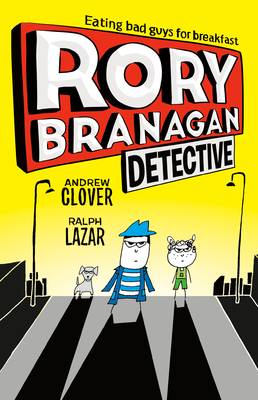 Eating bad guys for breakfast
RORY
BRANAGAN
DETECTIVE
ANDREW
CLOVER
RALPH
LAZAR